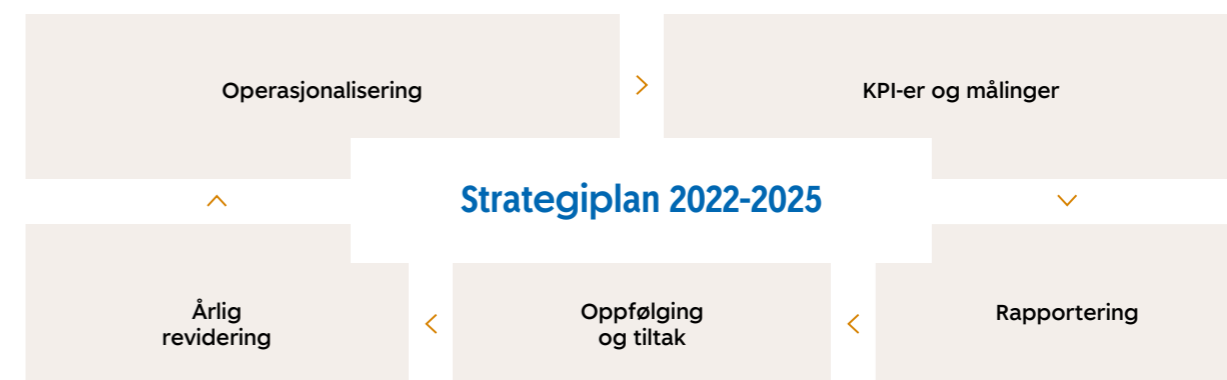 Operasjonalisering
KPI-er og målinger
Strategiplan 2022-2025
Årlig
revidering
Oppfølging
og tiltak
Rapportering